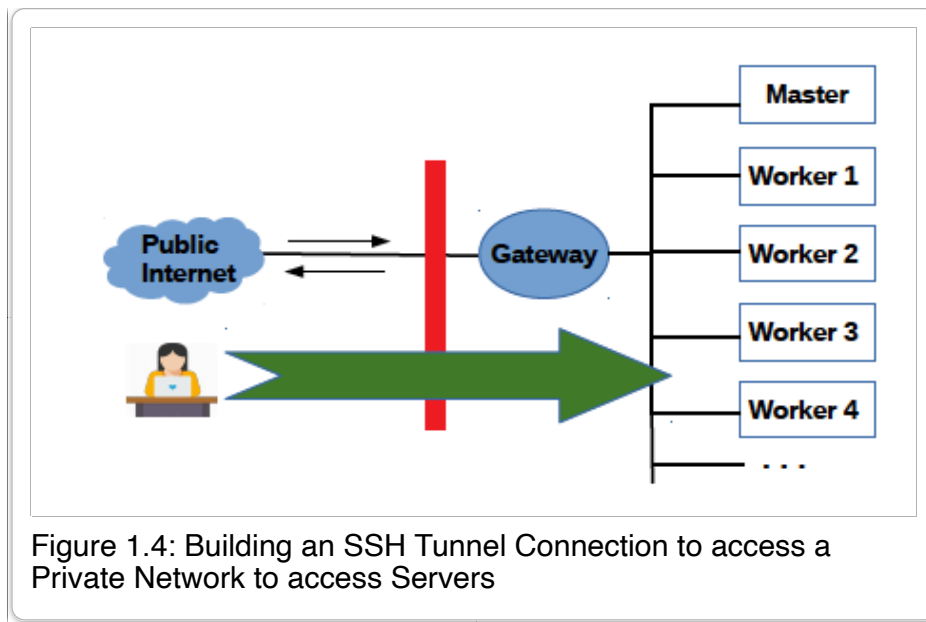 Master
Worker 1
Public
Internet
Gateway
Worker 2
Worker 3
Worker 4
. . .
Figure 1.4: Building an SSH Tunnel Connection to access a
Private Network to access Servers